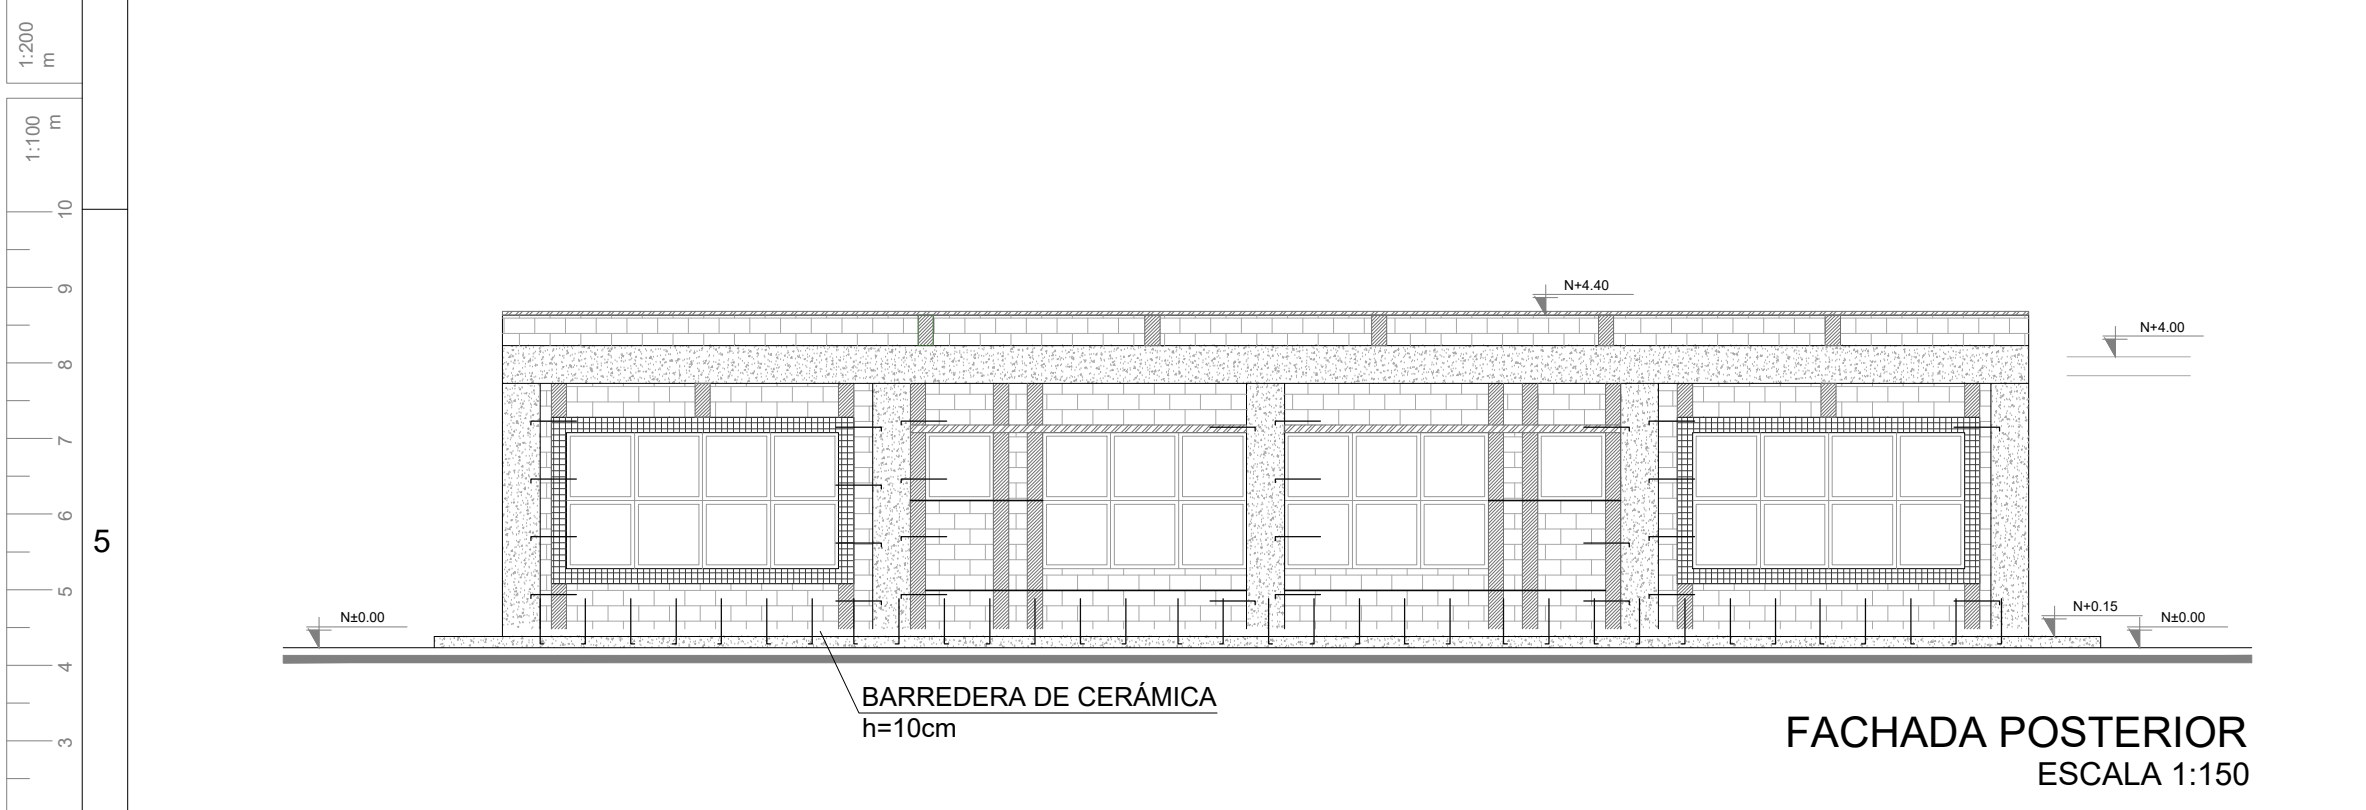 1:200
m
1:100
m
10
9
8
7
6
5
4
3
5
N+4.40
N+4.00
N±0.00
N+0.15
N±0.00
BARREDERA DE CERÁMICA
h=10cm
FACHADA POSTERIOR
ESCALA 1:150